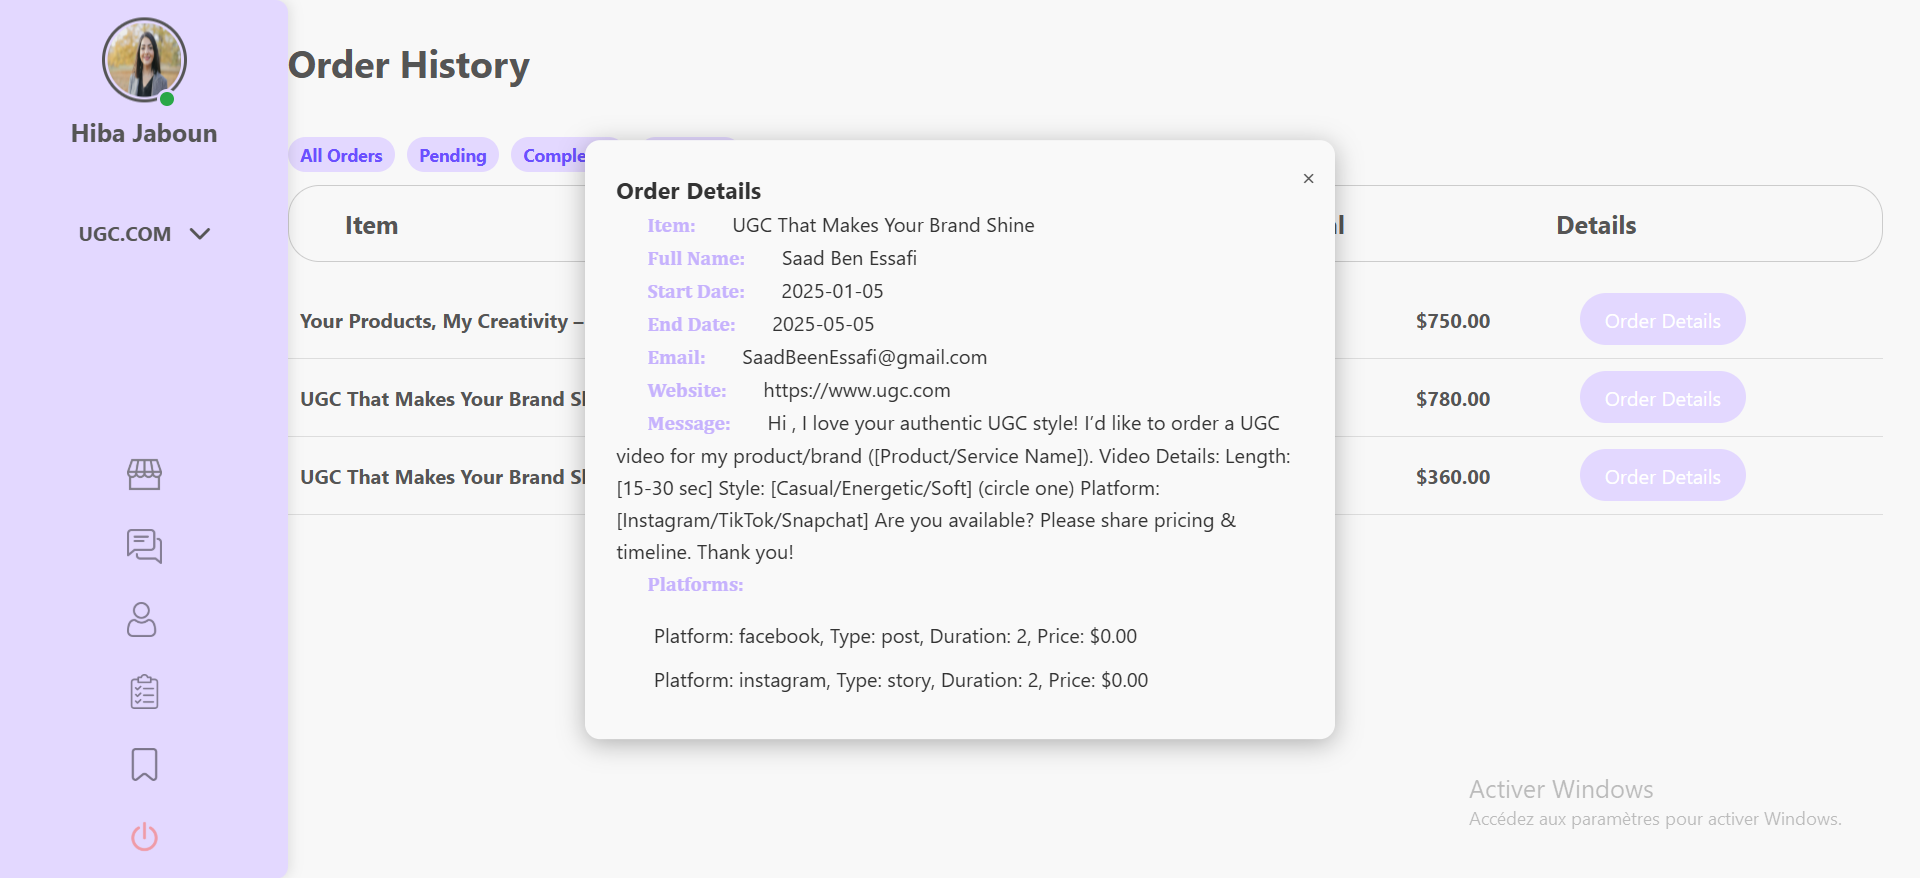 Hiba Jaboun
UGC.COM
Order History
All Orders
Pending
Order Details
Item: UGC That Makes Your Brand Shine
Full Name: Saad Ben Essafi
Start Date: 2025-01-05
End Date: 2025-05-05
Email: SaadBeenEssafi@gmail.com
Website: https://www.ugc.com
Message: Hi , I love your authentic UGC style! I’d like to order a UGC
video for my product/brand ([Product/Service Name]). Video Details: Length:
[15-30 sec] Style: [Casual/Energetic/Soft] (circle one) Platform:
[Instagram/TikTok/Snapchat] Are you available? Please share pricing &
timeline. Thank you!
Platforms:
Platform: facebook, Type: post, Duration: 2, Price: $0.00
Platform: instagram, Type: story, Duration: 2, Price: $0.00
×
Item
Details
Your Products, My Creativity –
$750.00
Order Details
UGC That Makes Your Brand
$780.00
Order Details
UGC That Makes Your Brand
$360.00
Order Details
Activer Windows
Accédez aux paramètres pour activer Windows.